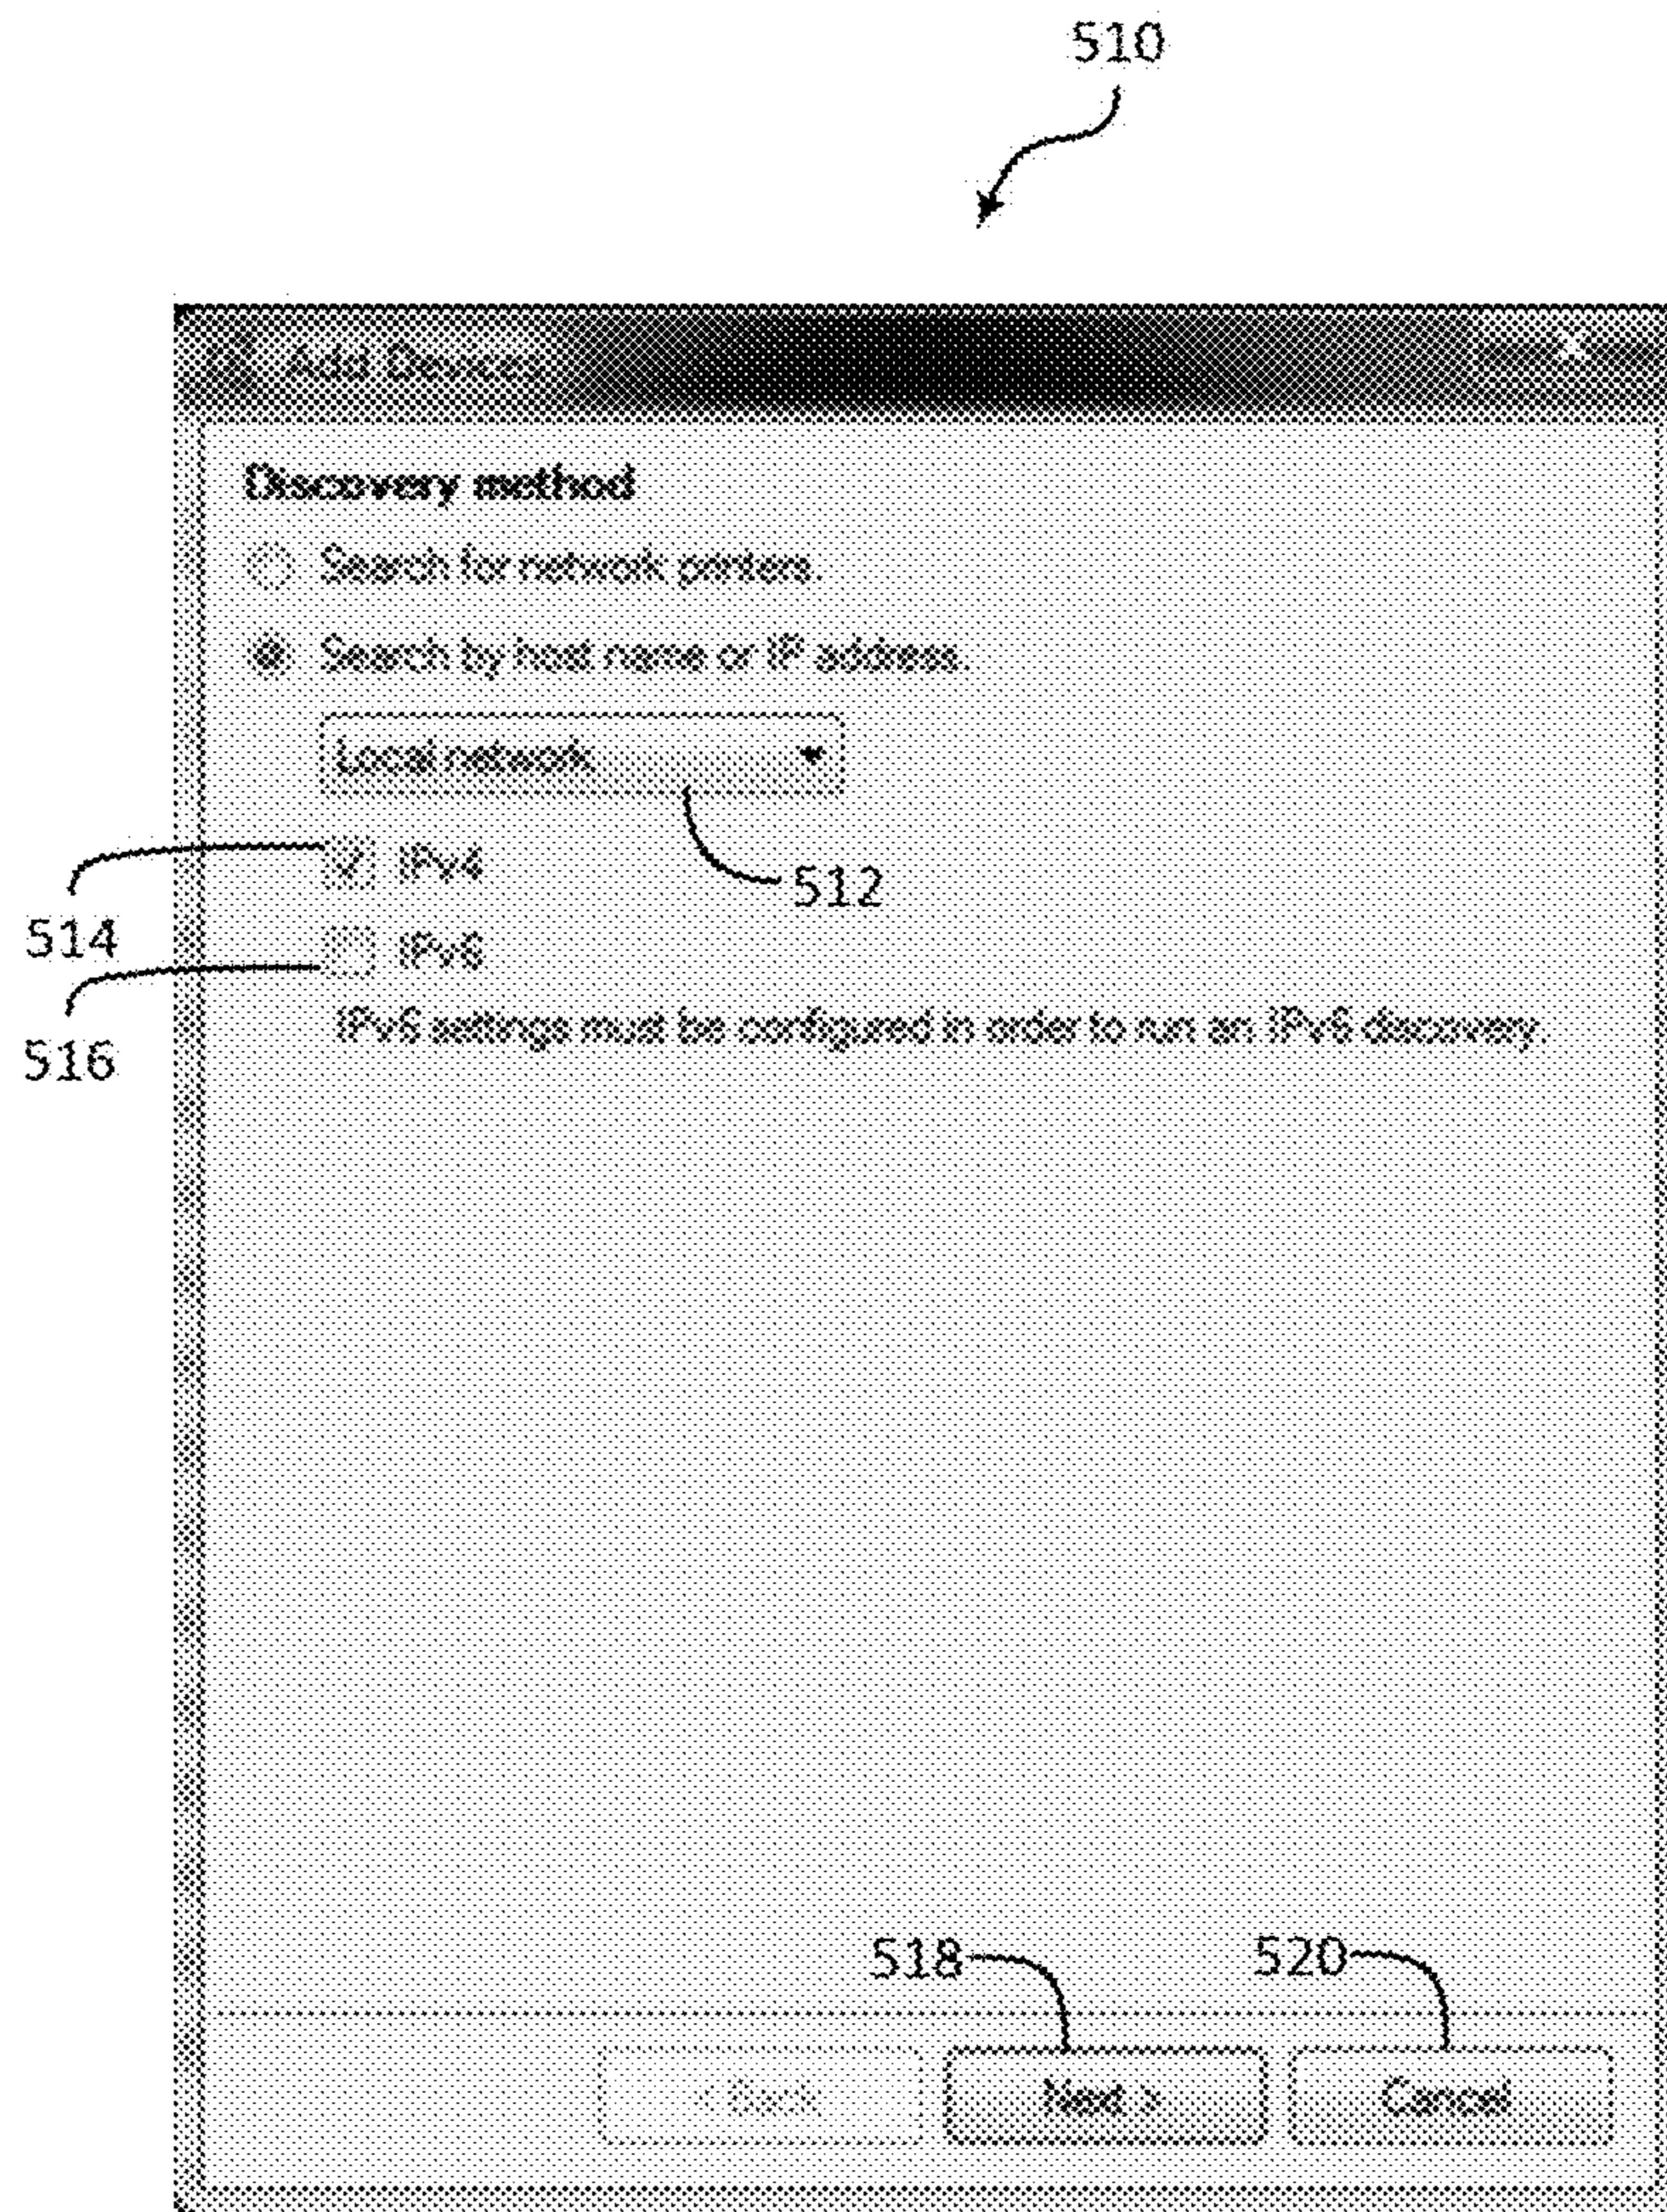 510
Add Devices
Discovery method
Search for network printers.
Search by host name or IP address.
Local network
IPv4
512
514
IPv6
IPv6 settings must be configured in order to run an IPv6 discovery.
516
518
520
< Back
Next >
Cancel